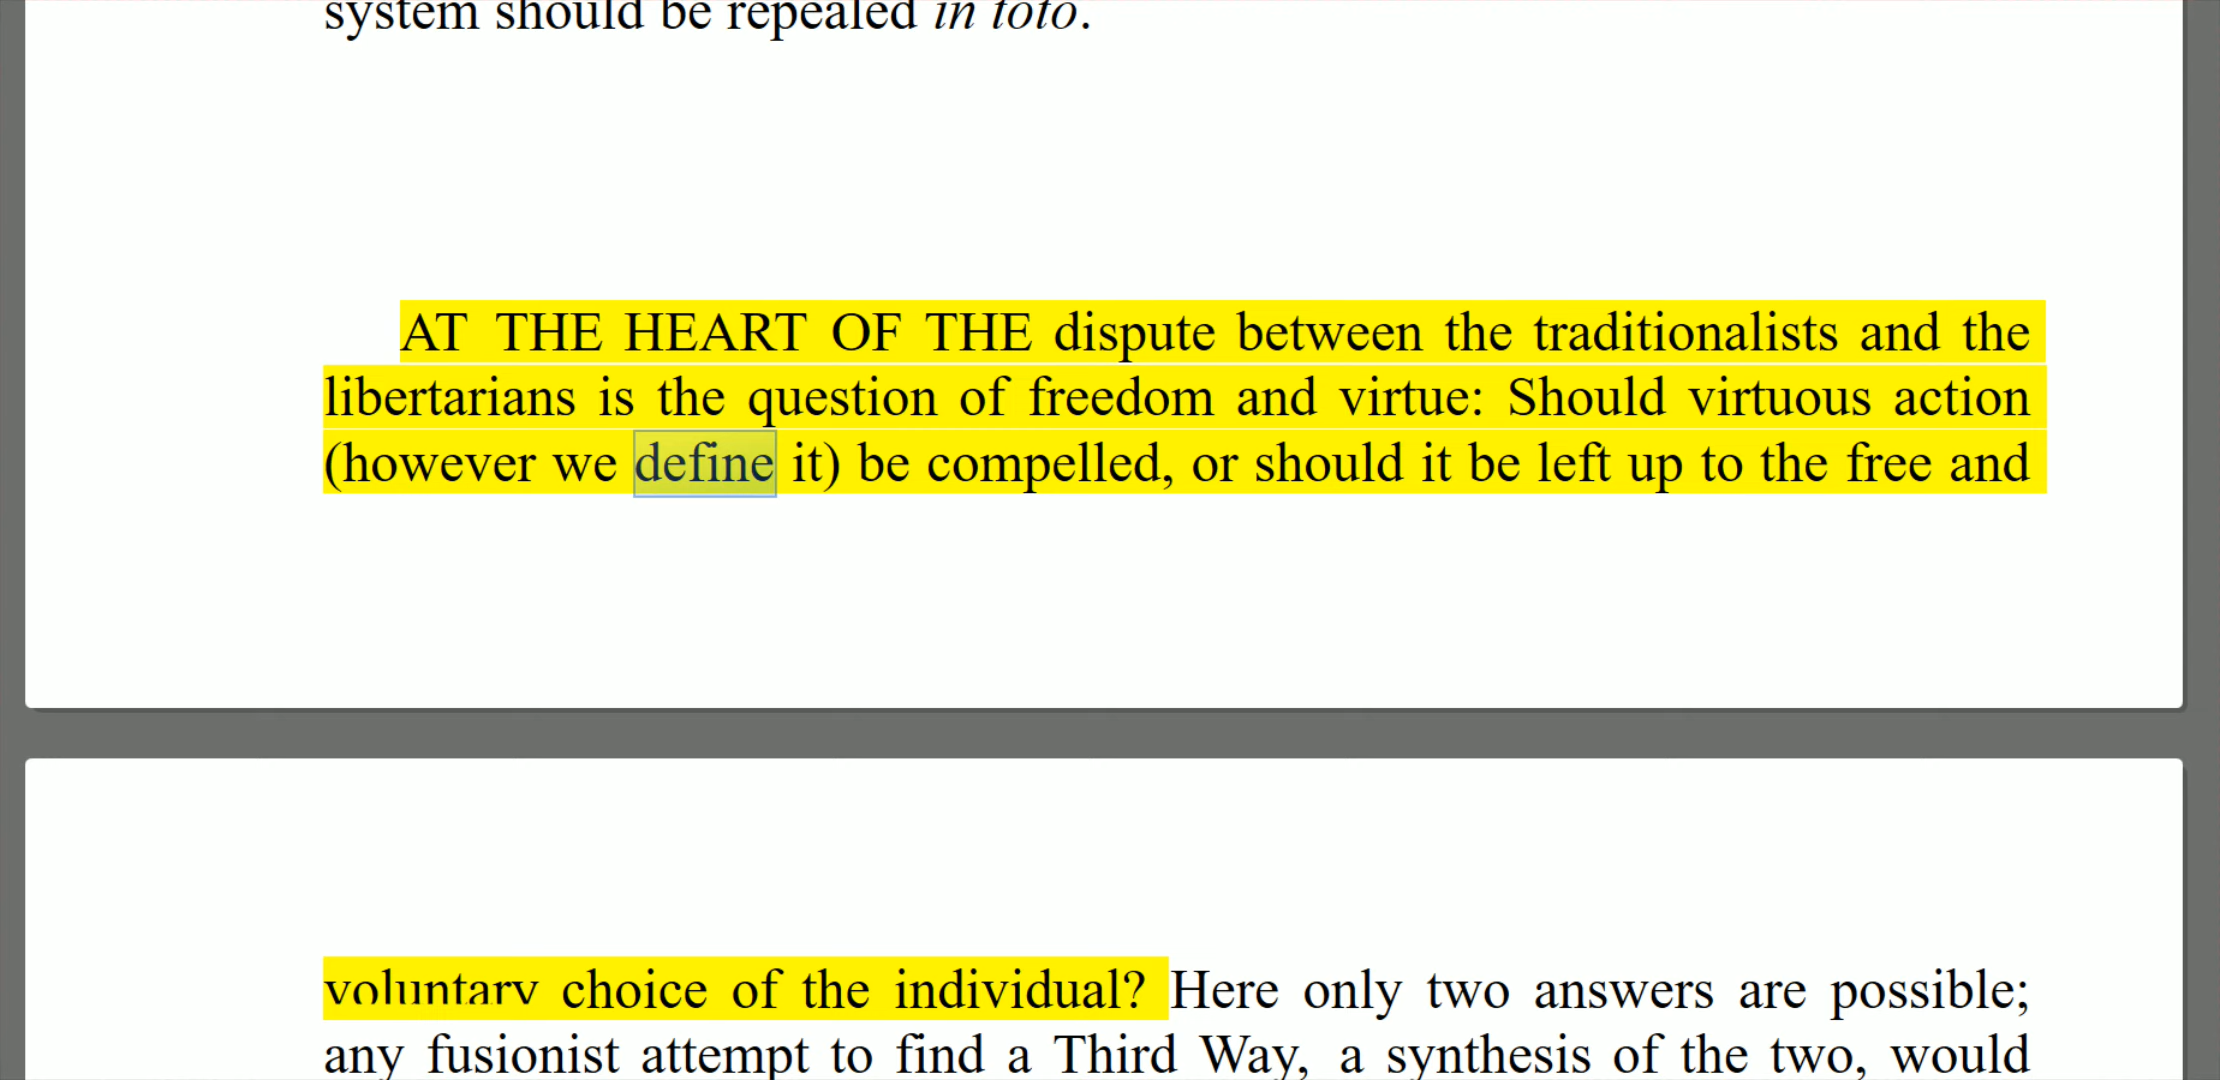 system should be repealed in toto.
AT THE HEART OF THE dispute between the traditionalists and the
libertarians is the question of freedom and virtue: Should virtuous action
(however we define it) be compelled, or should it be left up to the free and
voluntary choice of the individual? Here only two answers are possible;
any fusionist attempt to find a Third Way, a synthesis of the two, would